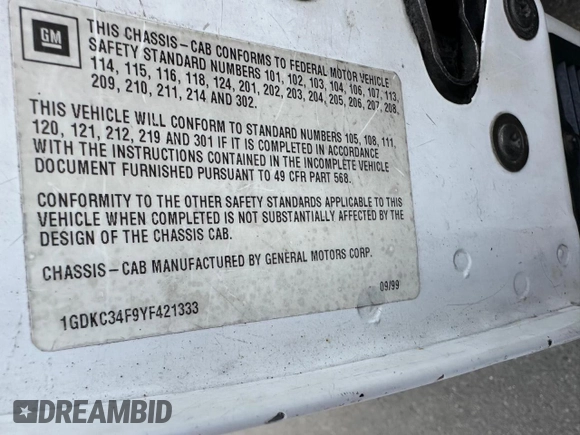 GM
THIS CHASSIS-CAB CONFORMS TO FEDERAL MOTOR VEHICLE
SAFETY STANDARD NUMBERS 101, 102, 103, 104, 106, 107, 113,
114, 115, 116, 118, 124, 201, 202, 203, 204, 205, 206, 207, 208,
209, 210, 211, 214 AND 302.
THIS VEHICLE WILL CONFORM TO STANDARD NUMBERS 105, 108, 111,
120, 121, 212, 219 AND 301 IF IT IS COMPLETED IN ACCORDANCE
WITH THE INSTRUCTIONS CONTAINED IN THE INCOMPLETE VEHICLE
DOCUMENT FURNISHED PURSUANT TO 49 CFR PART 568.
CONFORMITY TO THE OTHER SAFETY STANDARDS APPLICABLE TO THIS
VEHICLE WHEN COMPLETED IS NOT SUBSTANTIALLY AFFECTED BY THE
DESIGN OF THE CHASSIS CAB.
CHASSIS-CAB MANUFACTURED BY GENERAL MOTORS CORP.
09/99
1GDKC34F9YF421333
DREAMBID